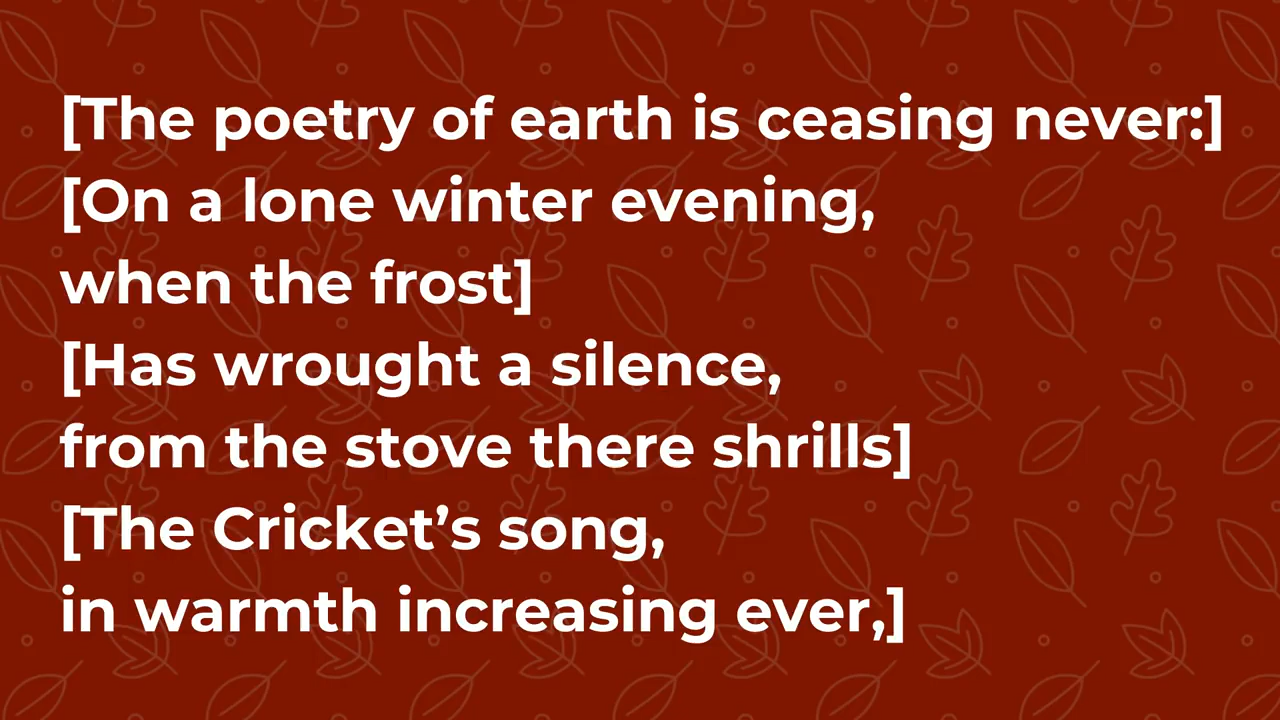 [The poetry of earth is ceasing never:]
[On a lone winter evening,
when the frost]
[Has wrought a silence,
from the stove there shrills]
[The Cricket’s song,
in warmth increasing ever,]